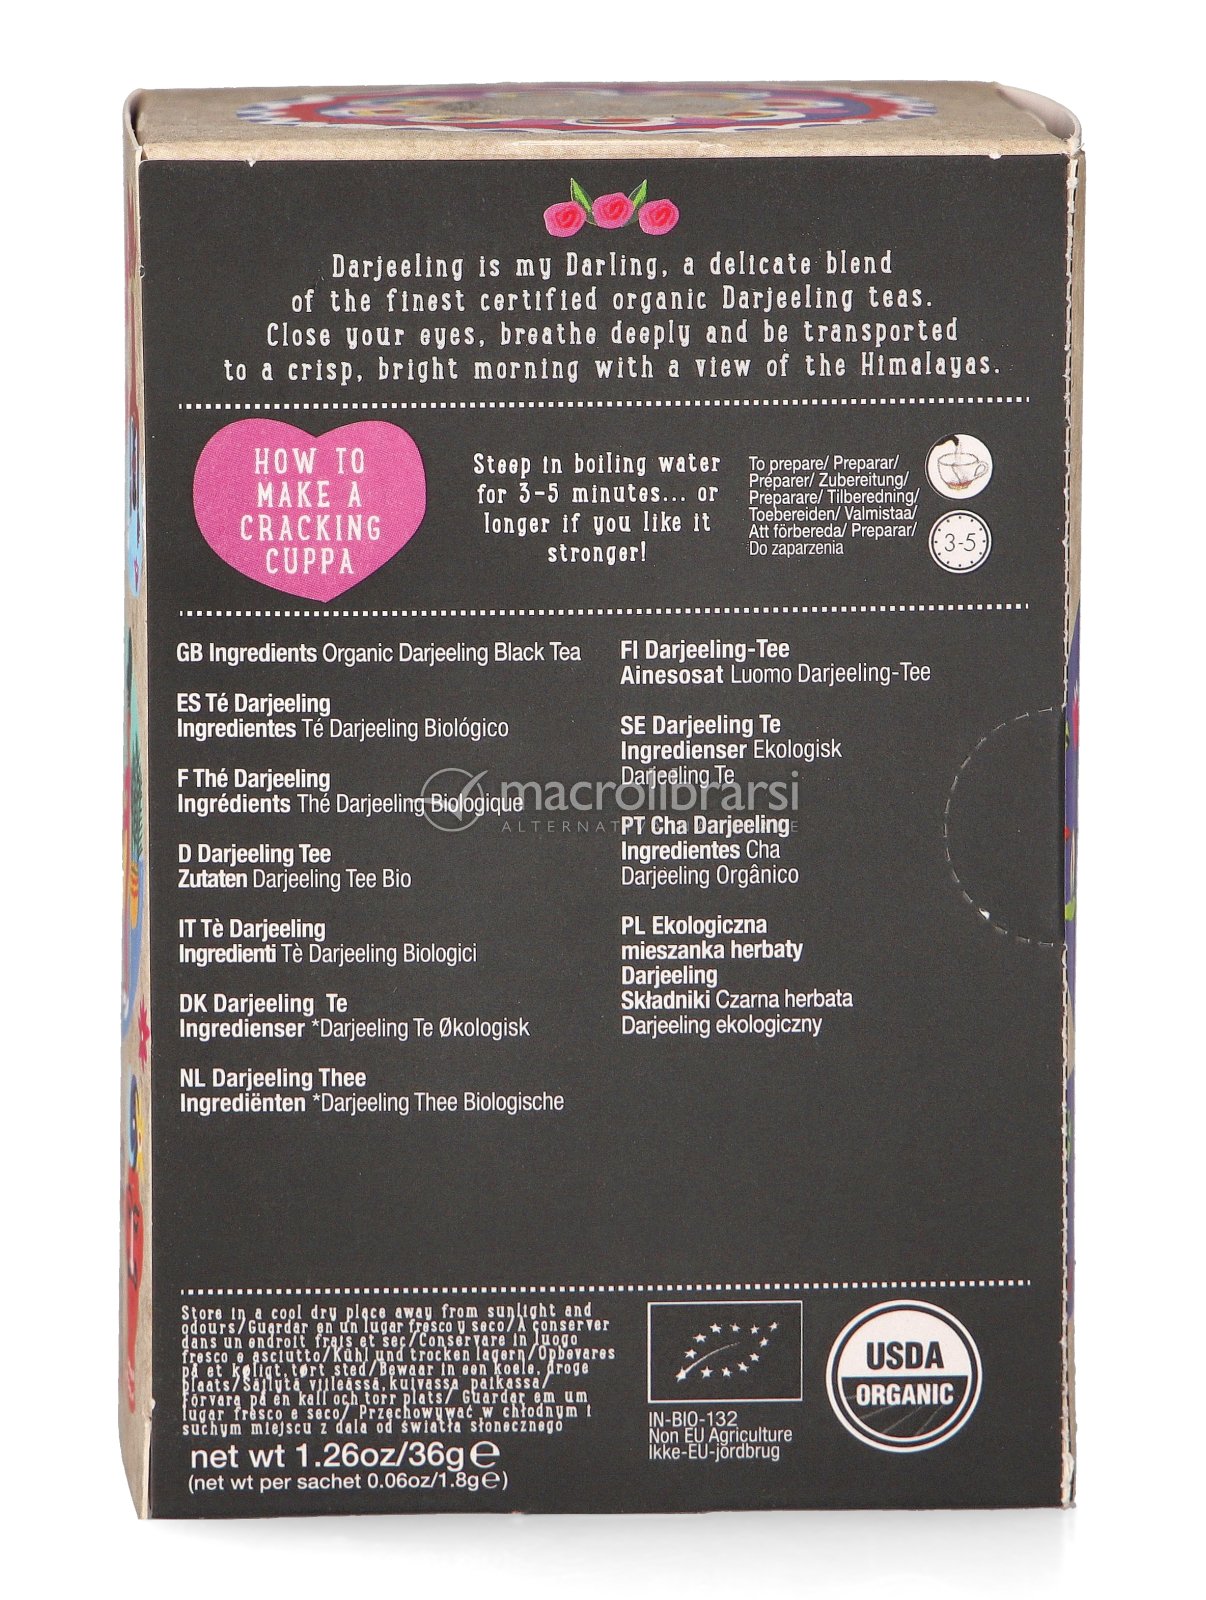 Darjeeling is my Darling, a delicate blend
of the finest certified organic Darjeeling teas.
Close your eyes, breathe deeply and be transported
to a crisp, bright morning with a view of the Himalayas.
HOW TO
MAKE A
CRACKING
CUPPA
Steep in boiling water
for 3-5 minutes... or
longer if you like it
stronger!
To prepare/ Preparar/
Préparer/ Zubereitung/
Preparare/ Tilberedning/
Toebereiden/ Valmistaa/
Att förbereda/ Preparar/
Do zaparzenia
3-5
GB Ingredients Organic Darjeeling Black Tea
ES Té Darjeeling
Ingredientes Té Darjeeling Biológico
F Thé Darjeeling
Ingrédients Thé Darjeeling Biologique
D Darjeeling Tee
Zutaten Darjeeling Tee Bio
IT Tè Darjeeling
Ingredienti Tè Darjeeling Biologici
DK Darjeeling Te
Ingredienser *Darjeeling Te Økologisk
NL Darjeeling Thee
Ingrediënten *Darjeeling Thee Biologische
FI Darjeeling-Tee
Ainesosat Luomo Darjeeling-Tee
SE Darjeeling Te
Ingredienser Ekologisk
Darjeeling Te
PT Cha Darjeeling
Ingredientes Cha
Darjeeling Orgânico
PL Ekologiczna
mieszanka herbaty
Darjeeling
Składniki Czarna herbata
Darjeeling ekologiczny
macrolibrarsi
Store in a cool dry place away from sunlight and
odours/Guardar en un lugar fresco y seco/A conserver
dans un endroit frais et sec/Conservare in luogo
fresco e asciutto/Kühl und trocken lagern/Opbevares
på et køligt, tørt sted/Bewaar in een koele, droge
plaats/Säilytä viileässä, kuivassa paikassa/
Förvara på en kall och torr plats/ Guardar em um
lugar fresco e seco/ Przechowywać w chłodnym i
suchym miejscu z dala od światła słonecznego
net wt 1.26oz/36g℮
(net wt per sachet 0.06oz/1.8g℮)
IN-BIO-132
Non EU Agriculture
Ikke-EU-jordbrug
USDA
ORGANIC